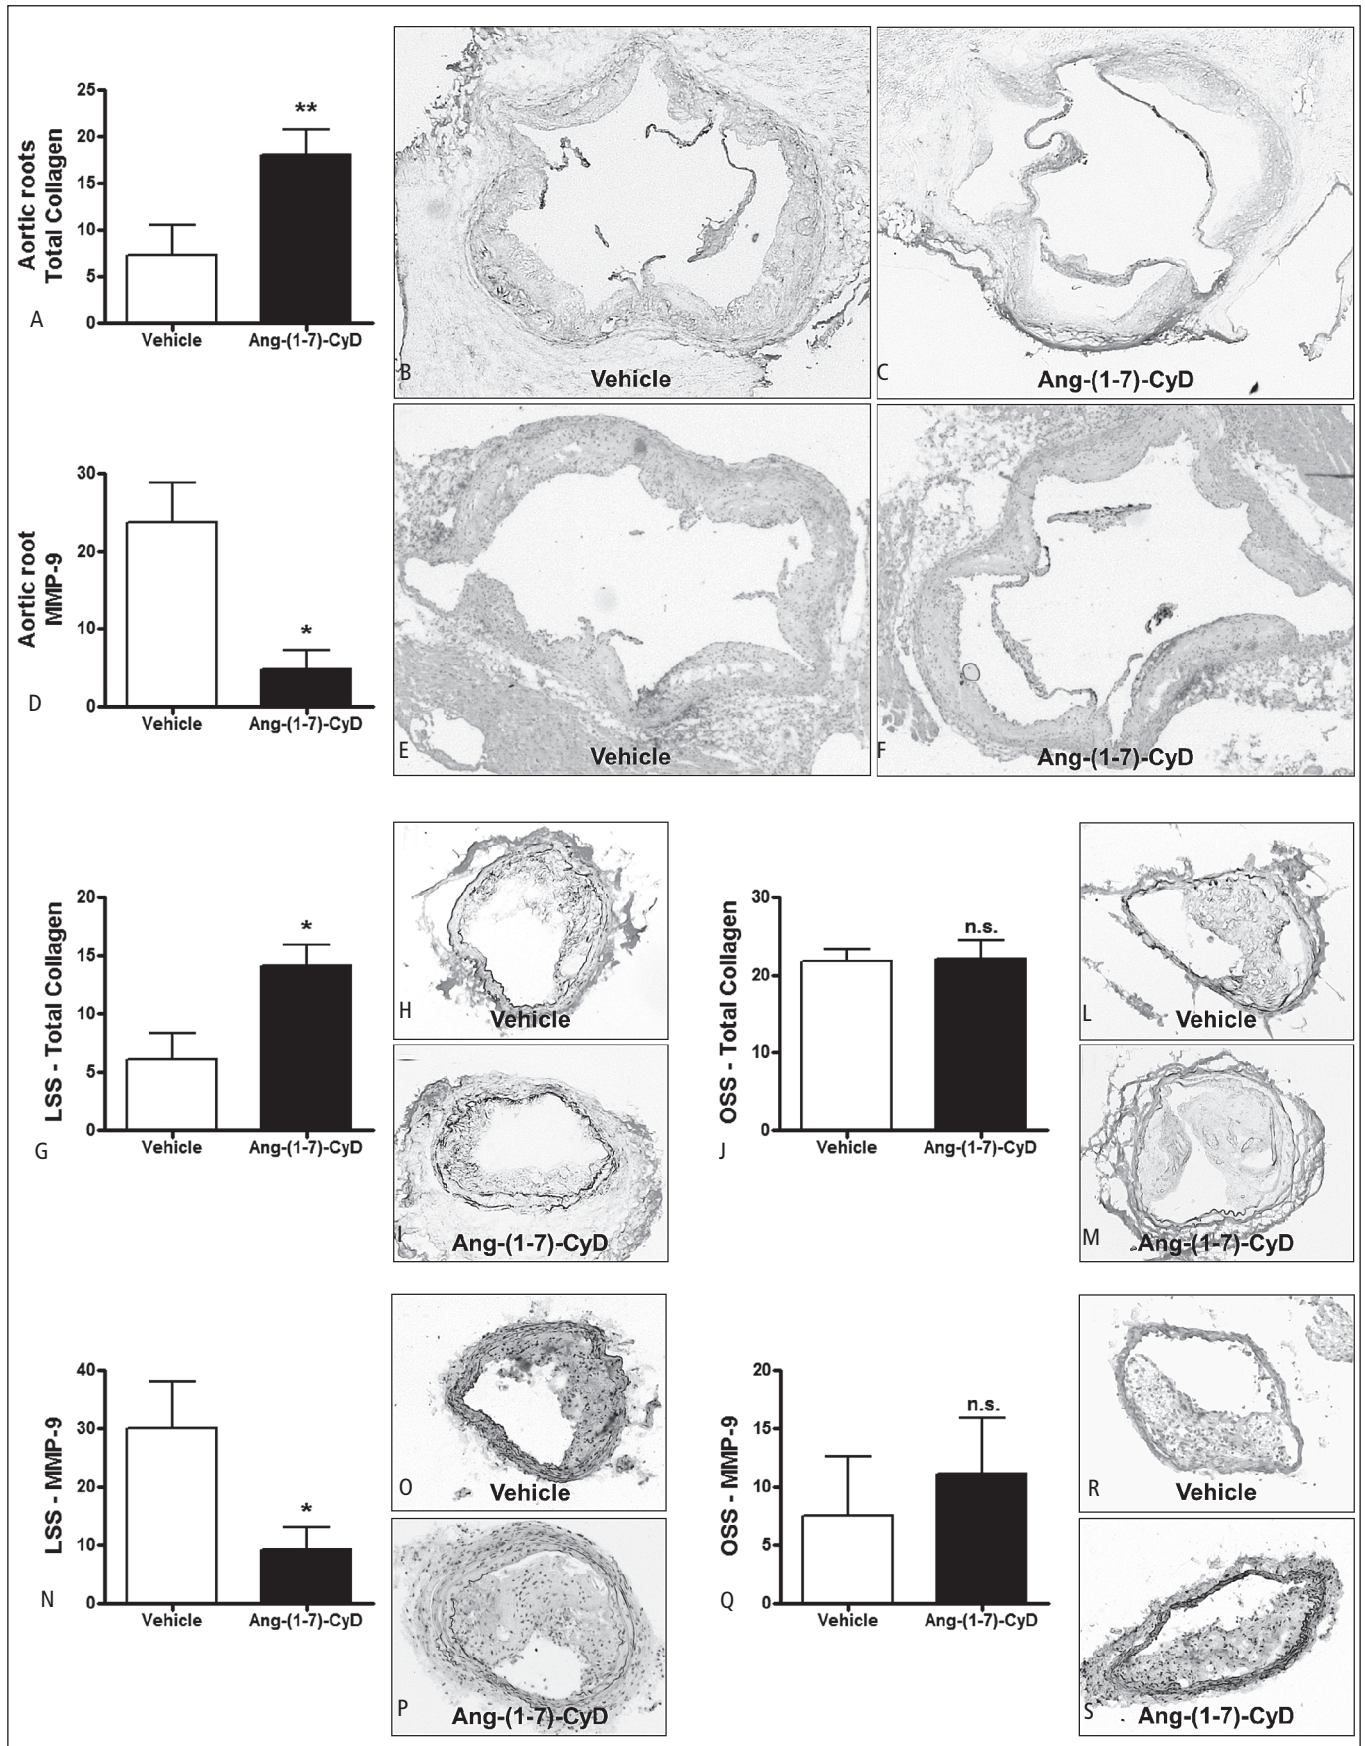 Aortic roots
Total Collagen
25
20
15
10
5
0
**
Vehicle
Ang-(1-7)-CyD
A
B
Vehicle
C
Ang-(1-7)-CyD
Aortic root
MMP-9
30
20
10
0
*
Vehicle
Ang-(1-7)-CyD
D
E
Vehicle
F
Ang-(1-7)-CyD
LSS - Total Collagen
20
15
10
5
0
*
Vehicle
Ang-(1-7)-CyD
G
H
Vehicle
I
Ang-(1-7)-CyD
OSS - Total Collagen
30
20
10
0
n.s.
Vehicle
Ang-(1-7)-CyD
J
L
Vehicle
M
Ang-(1-7)-CyD
LSS - MMP-9
40
30
20
10
0
*
Vehicle
Ang-(1-7)-CyD
N
O
Vehicle
P
Ang-(1-7)-CyD
OSS - MMP-9
20
15
10
5
0
n.s.
Vehicle
Ang-(1-7)-CyD
Q
R
Vehicle
S
Ang-(1-7)-CyD